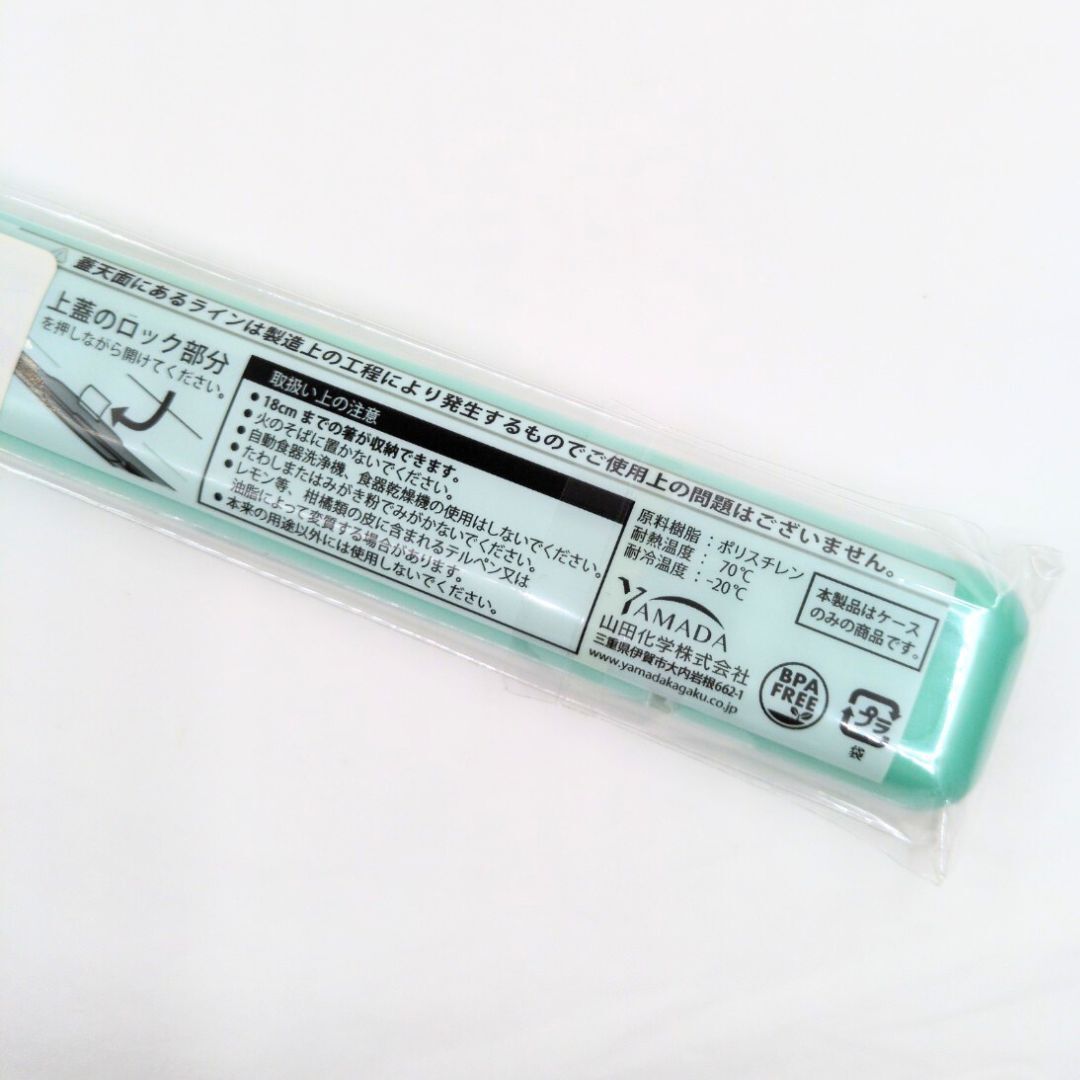 蓋天面にあるラインは製造上の工程により発生するものでご使用上の問題はございません。
上蓋のロック部分
を押しながら開けてください。
取扱い上の注意
●18cmまでの箸が収納できます。
●火のそばに置かないでください。
●自動食器洗浄機、食器乾燥機の使用はしないでください。
●たわしまたはみがき粉でみがかないでください。
●レモン等、柑橘類の皮に含まれるテルペン又は
油脂によって変質する場合があります。
●本来の用途以外には使用しないでください。
原料樹脂：ポリスチレン
耐熱温度：70℃
耐冷温度：-20℃
YAMADA
山田化学株式会社
三重県伊賀市大内岩根662-1
www.yamadakagaku.co.jp
本製品はケース
のみの商品です。
BPA
FREE
プラ
袋